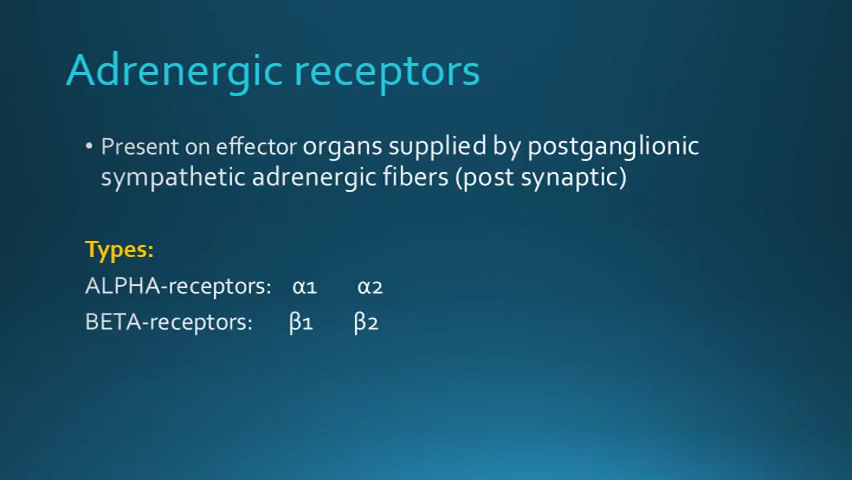 Adrenergic receptors
• Present on effector organs supplied by postganglionic
sympathetic adrenergic fibers (post synaptic)
Types:
ALPHA-receptors: α1 α2
BETA-receptors: β1 β2